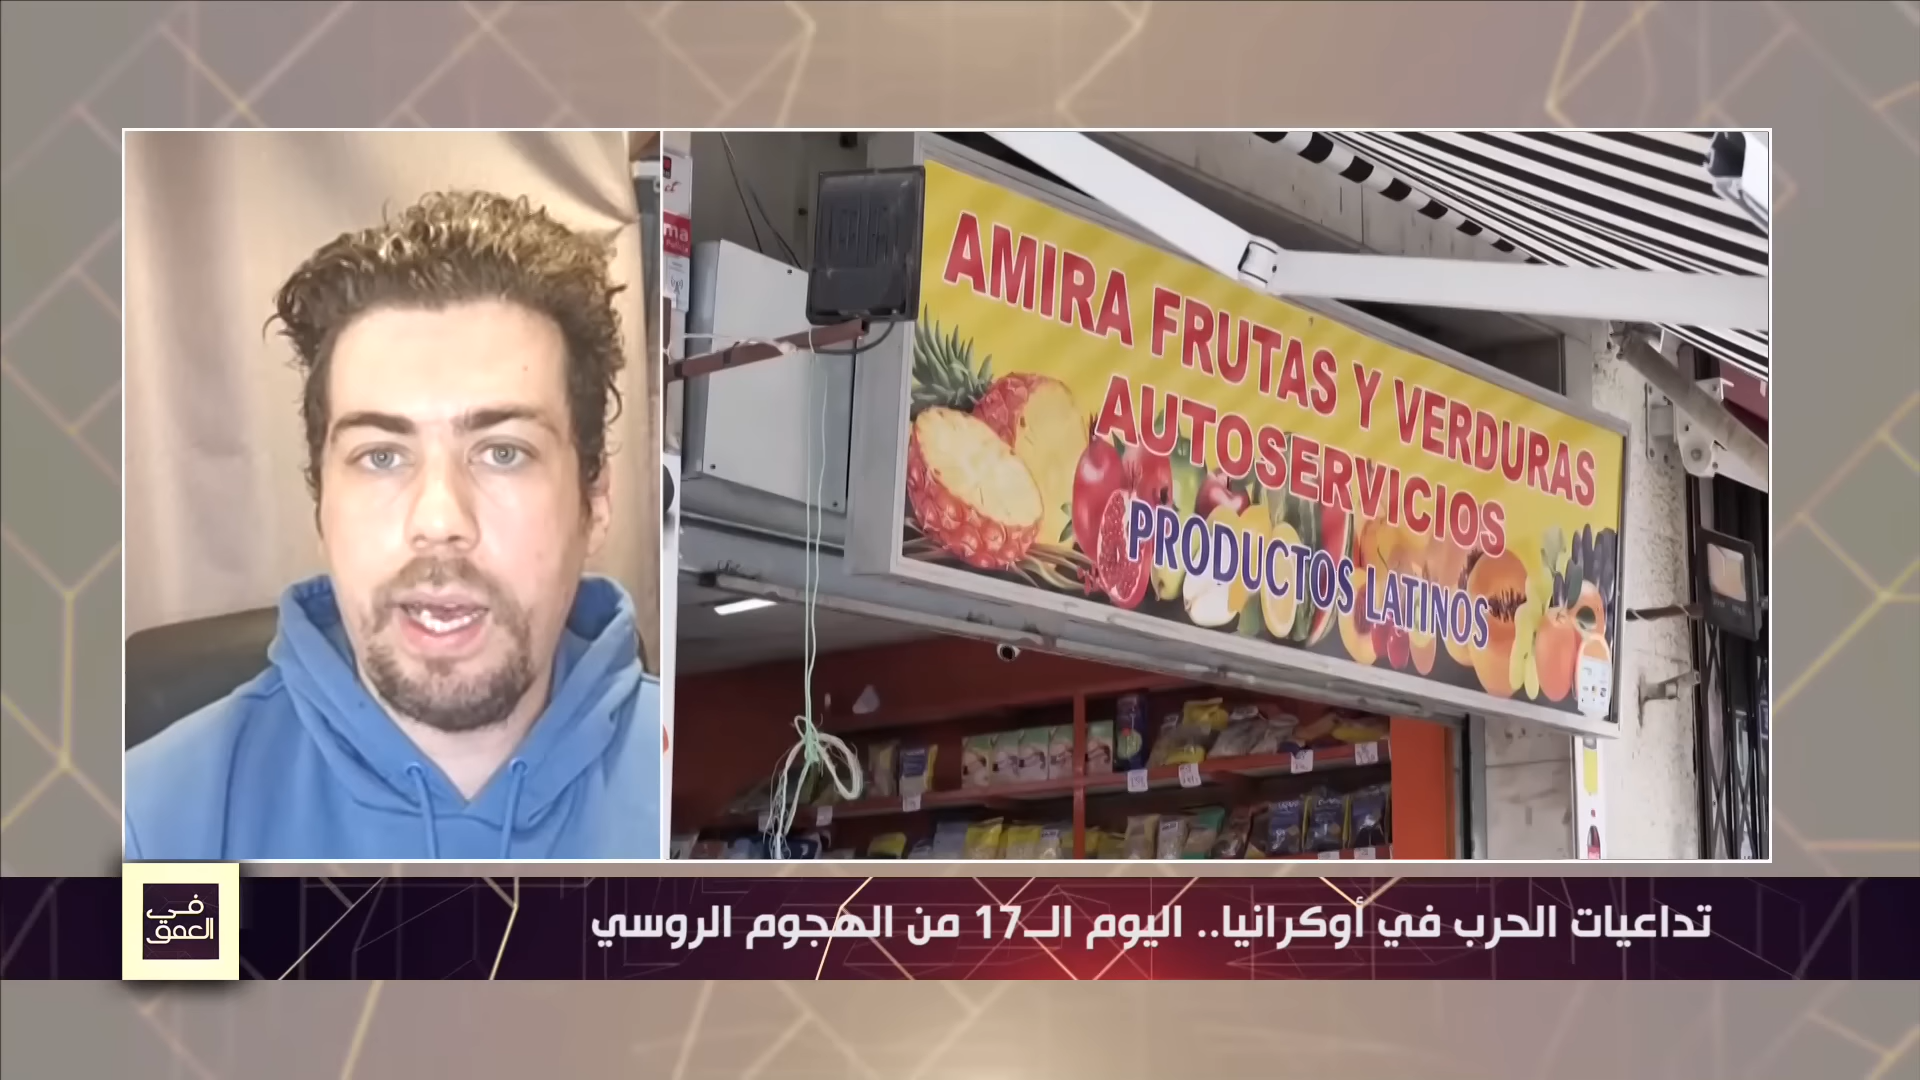 AMIRA FRUTAS Y VERDURAS
AUTOSERVICIOS
PRODUCTOS LATINOS
تداعيات الحرب في أوكرانيا.. اليوم الـ17 من الهجوم الروسي
في
العمق